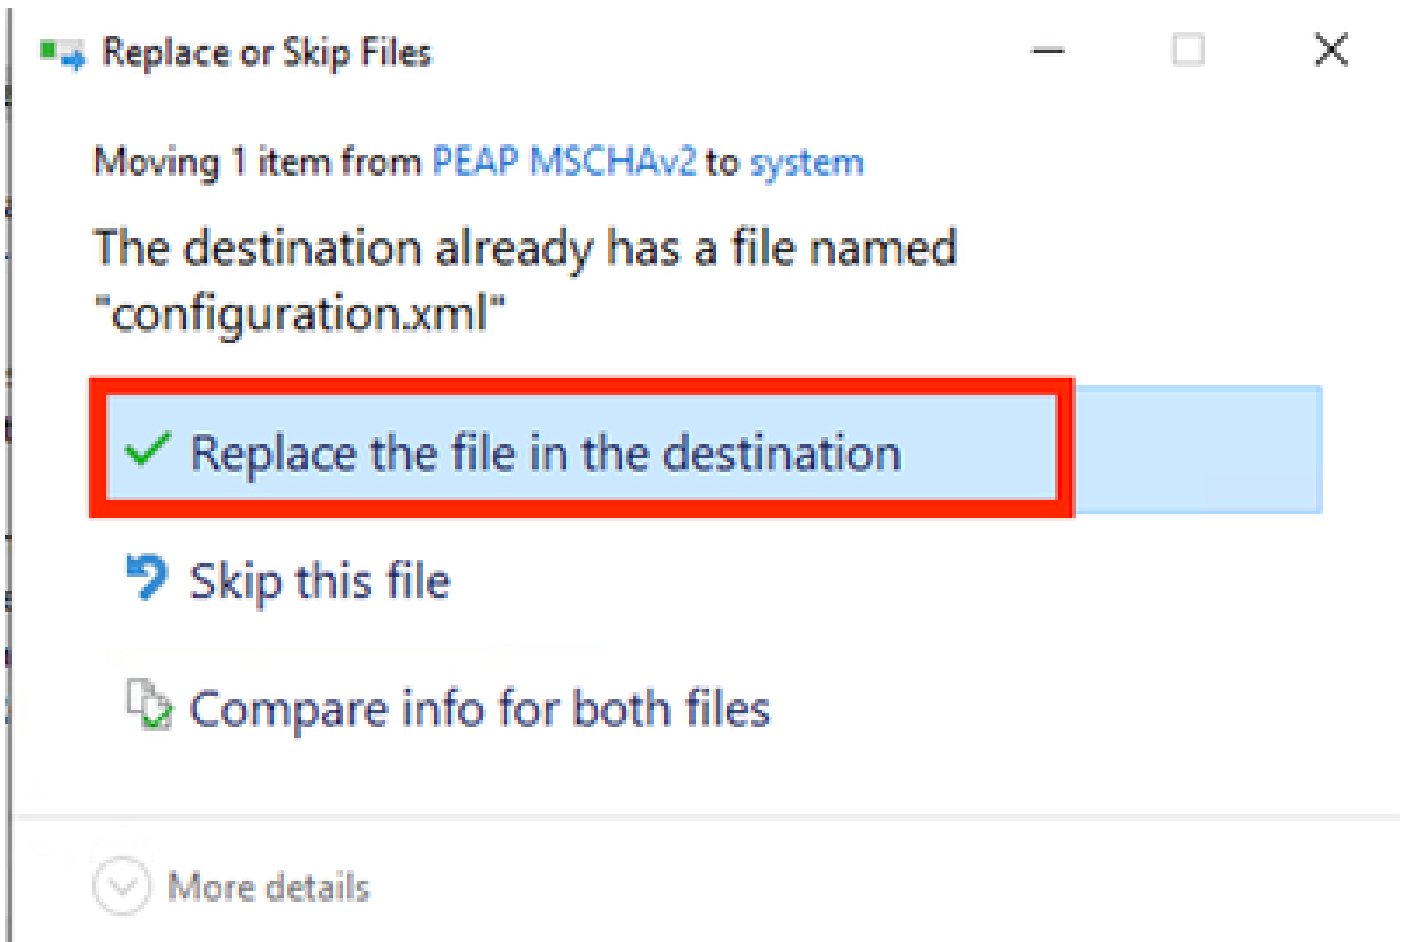 Replace or Skip Files
Moving 1 item from PEAP MSCHAv2 to system
The destination already has a file named
"configuration.xml"
Replace the file in the destination
Skip this file
Compare info for both files
More details